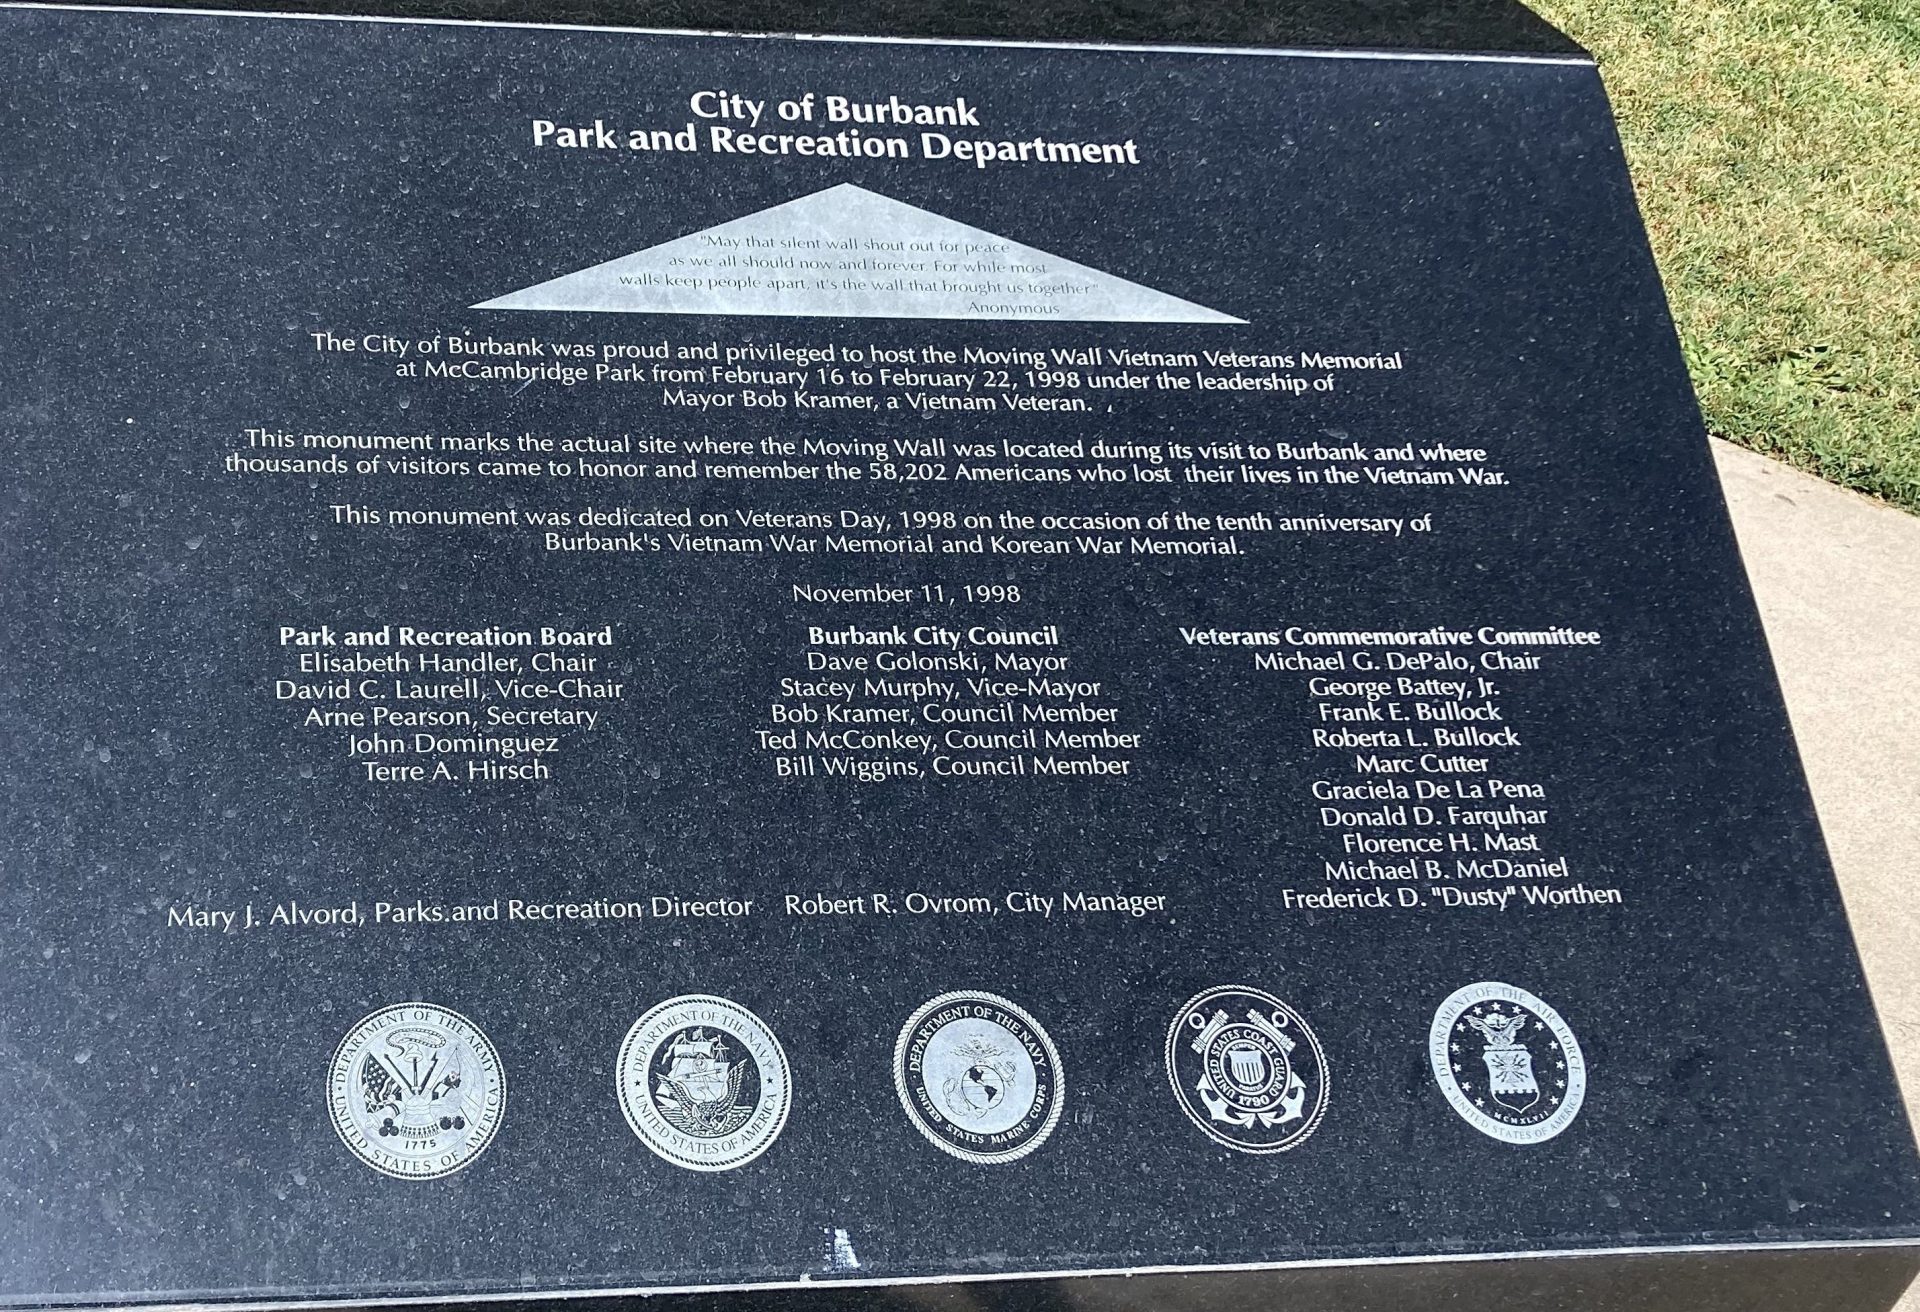 City of Burbank
Park and Recreation Department
"May that silent wall shout out for peace
as we all should now and forever. For while most
walls keep people apart, it's the wall that brought us together"
Anonymous
The City of Burbank was proud and privileged to host the Moving Wall Vietnam Veterans Memorial
at McCambridge Park from February 16 to February 22, 1998 under the leadership of
Mayor Bob Kramer, a Vietnam Veteran.
This monument marks the actual site where the Moving Wall was located during its visit to Burbank and where
thousands of visitors came to honor and remember the 58,202 Americans who lost their lives in the Vietnam War.
This monument was dedicated on Veterans Day, 1998 on the occasion of the tenth anniversary of
Burbank's Vietnam War Memorial and Korean War Memorial.
November 11, 1998
Park and Recreation Board
Elisabeth Handler, Chair
David C. Laurell, Vice-Chair
Arne Pearson, Secretary
John Dominguez
Terre A. Hirsch
Burbank City Council
Dave Golonski, Mayor
Stacey Murphy, Vice-Mayor
Bob Kramer, Council Member
Ted McConkey, Council Member
Bill Wiggins, Council Member
Veterans Commemorative Committee
Michael G. DePalo, Chair
George Battey, Jr.
Frank E. Bullock
Roberta L. Bullock
Marc Cutter
Graciela De La Pena
Donald D. Farquhar
Florence H. Mast
Michael B. McDaniel
Frederick D. "Dusty" Worthen
Mary J. Alvord, Parks and Recreation Director
Robert R. Ovrom, City Manager
DEPARTMENT OF THE ARMY
UNITED STATES OF AMERICA
1775
DEPARTMENT OF THE NAVY
UNITED STATES OF AMERICA
DEPARTMENT OF THE NAVY
UNITED STATES MARINE CORPS
UNITED STATES COAST GUARD
1790
DEPARTMENT OF THE AIR FORCE
MCMXLVII
UNITED STATES OF AMERICA